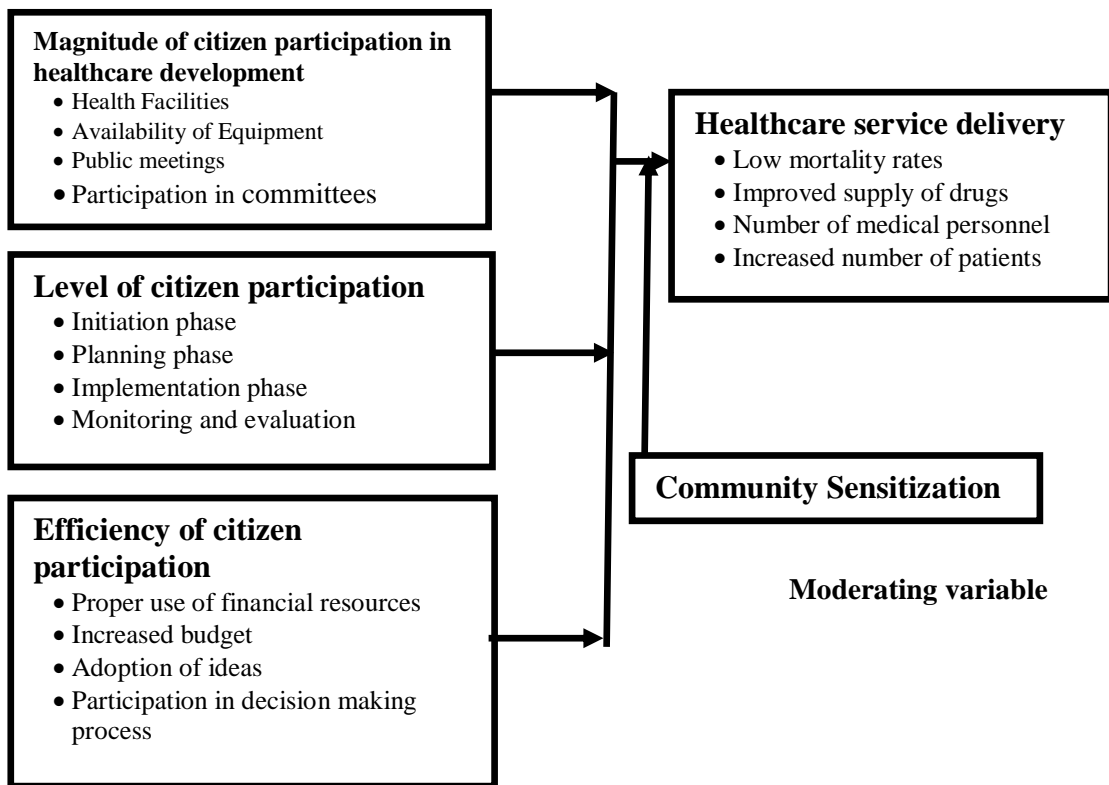 Magnitude of citizen participation in
healthcare development
• Health Facilities
• Availability of Equipment
• Public meetings
• Participation in committees
Level of citizen participation
• Initiation phase
• Planning phase
• Implementation phase
• Monitoring and evaluation
Efficiency of citizen
participation
• Proper use of financial resources
• Increased budget
• Adoption of ideas
• Participation in decision making
process
Healthcare service delivery
• Low mortality rates
• Improved supply of drugs
• Number of medical personnel
• Increased number of patients
Community Sensitization
Moderating variable